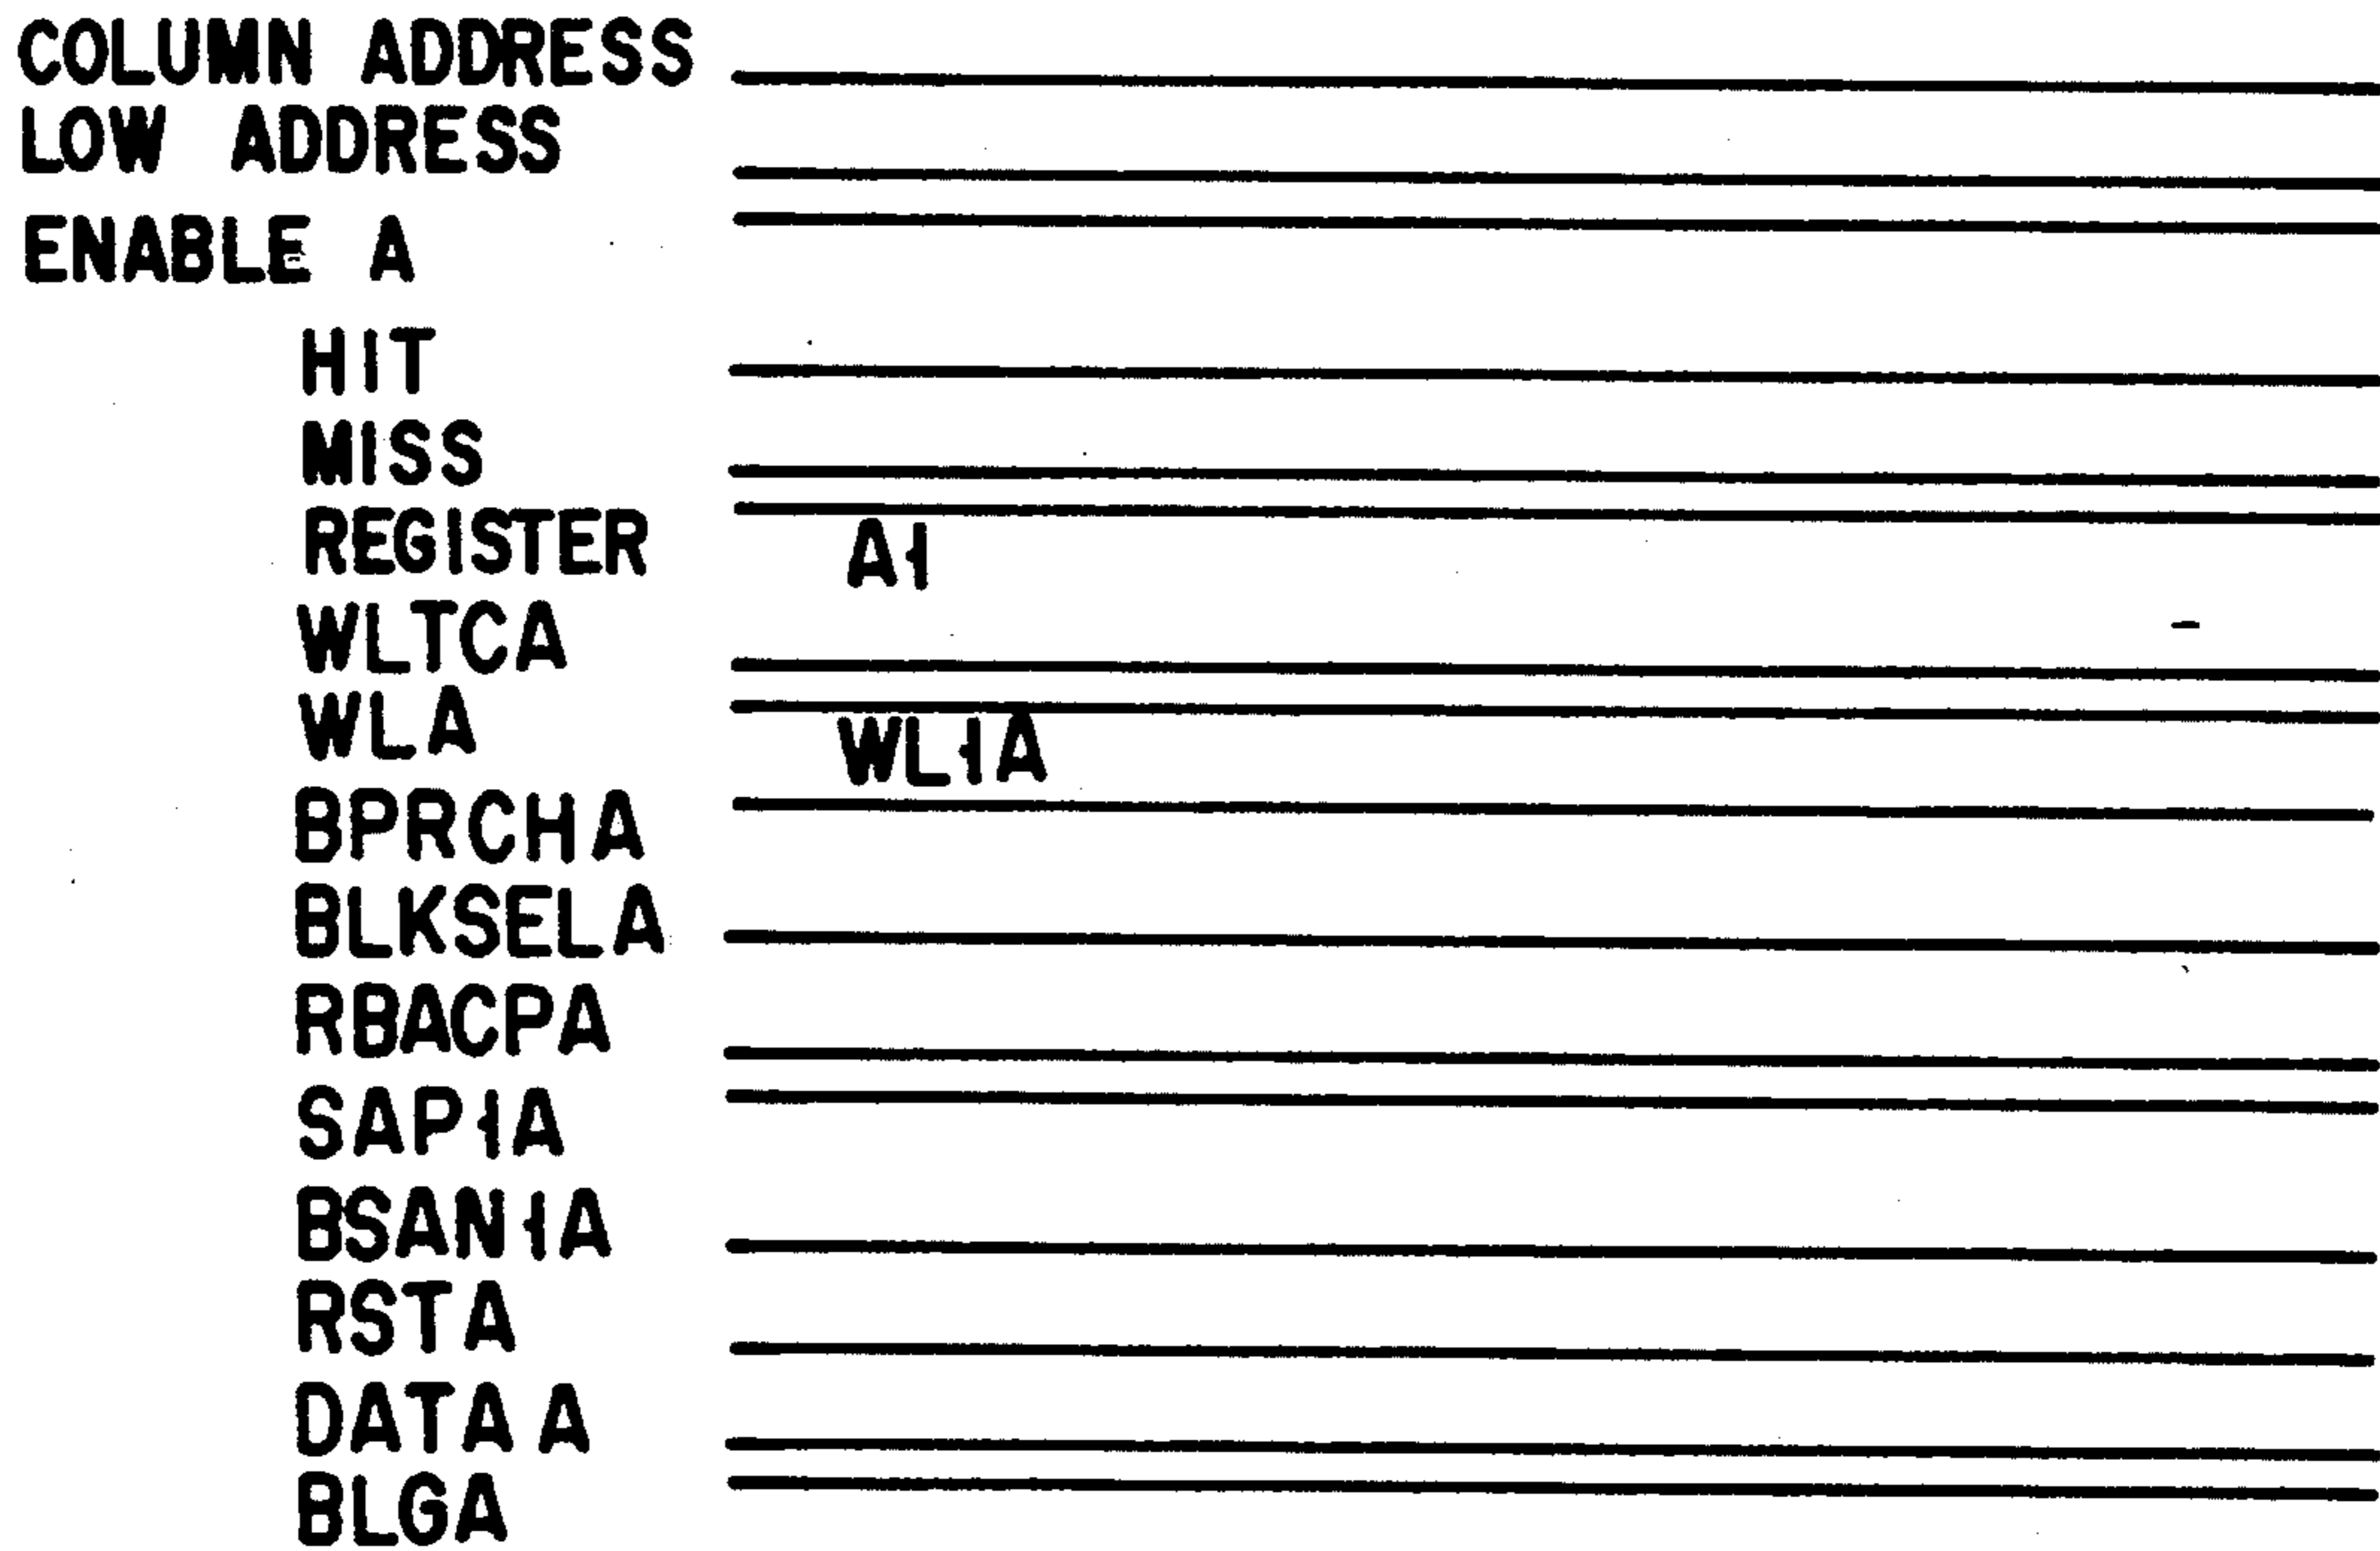 COLUMN ADDRESS
LOW ADDRESS
ENABLE A
HIT
MISS
REGISTER
A1
WLTCA
WLA
WL1A
BPRCHA
BLKSELA
RBACPA
SAP1A
BSAN1A
RSTA
DATA A
BLGA